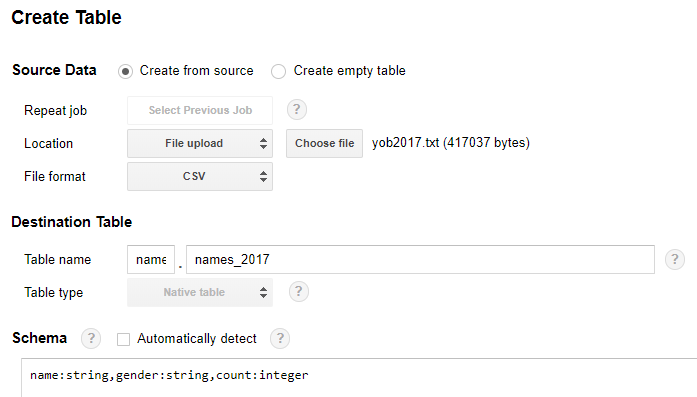 Create Table
Source Data Create from source Create empty table
Repeat job Select Previous Job ?
Location File upload Choose file yob2017.txt (417037 bytes)
File format CSV
Destination Table
Table name name . names_2017 ?
Table type Native table ?
Schema ? Automatically detect ?
name:string,gender:string,count:integer